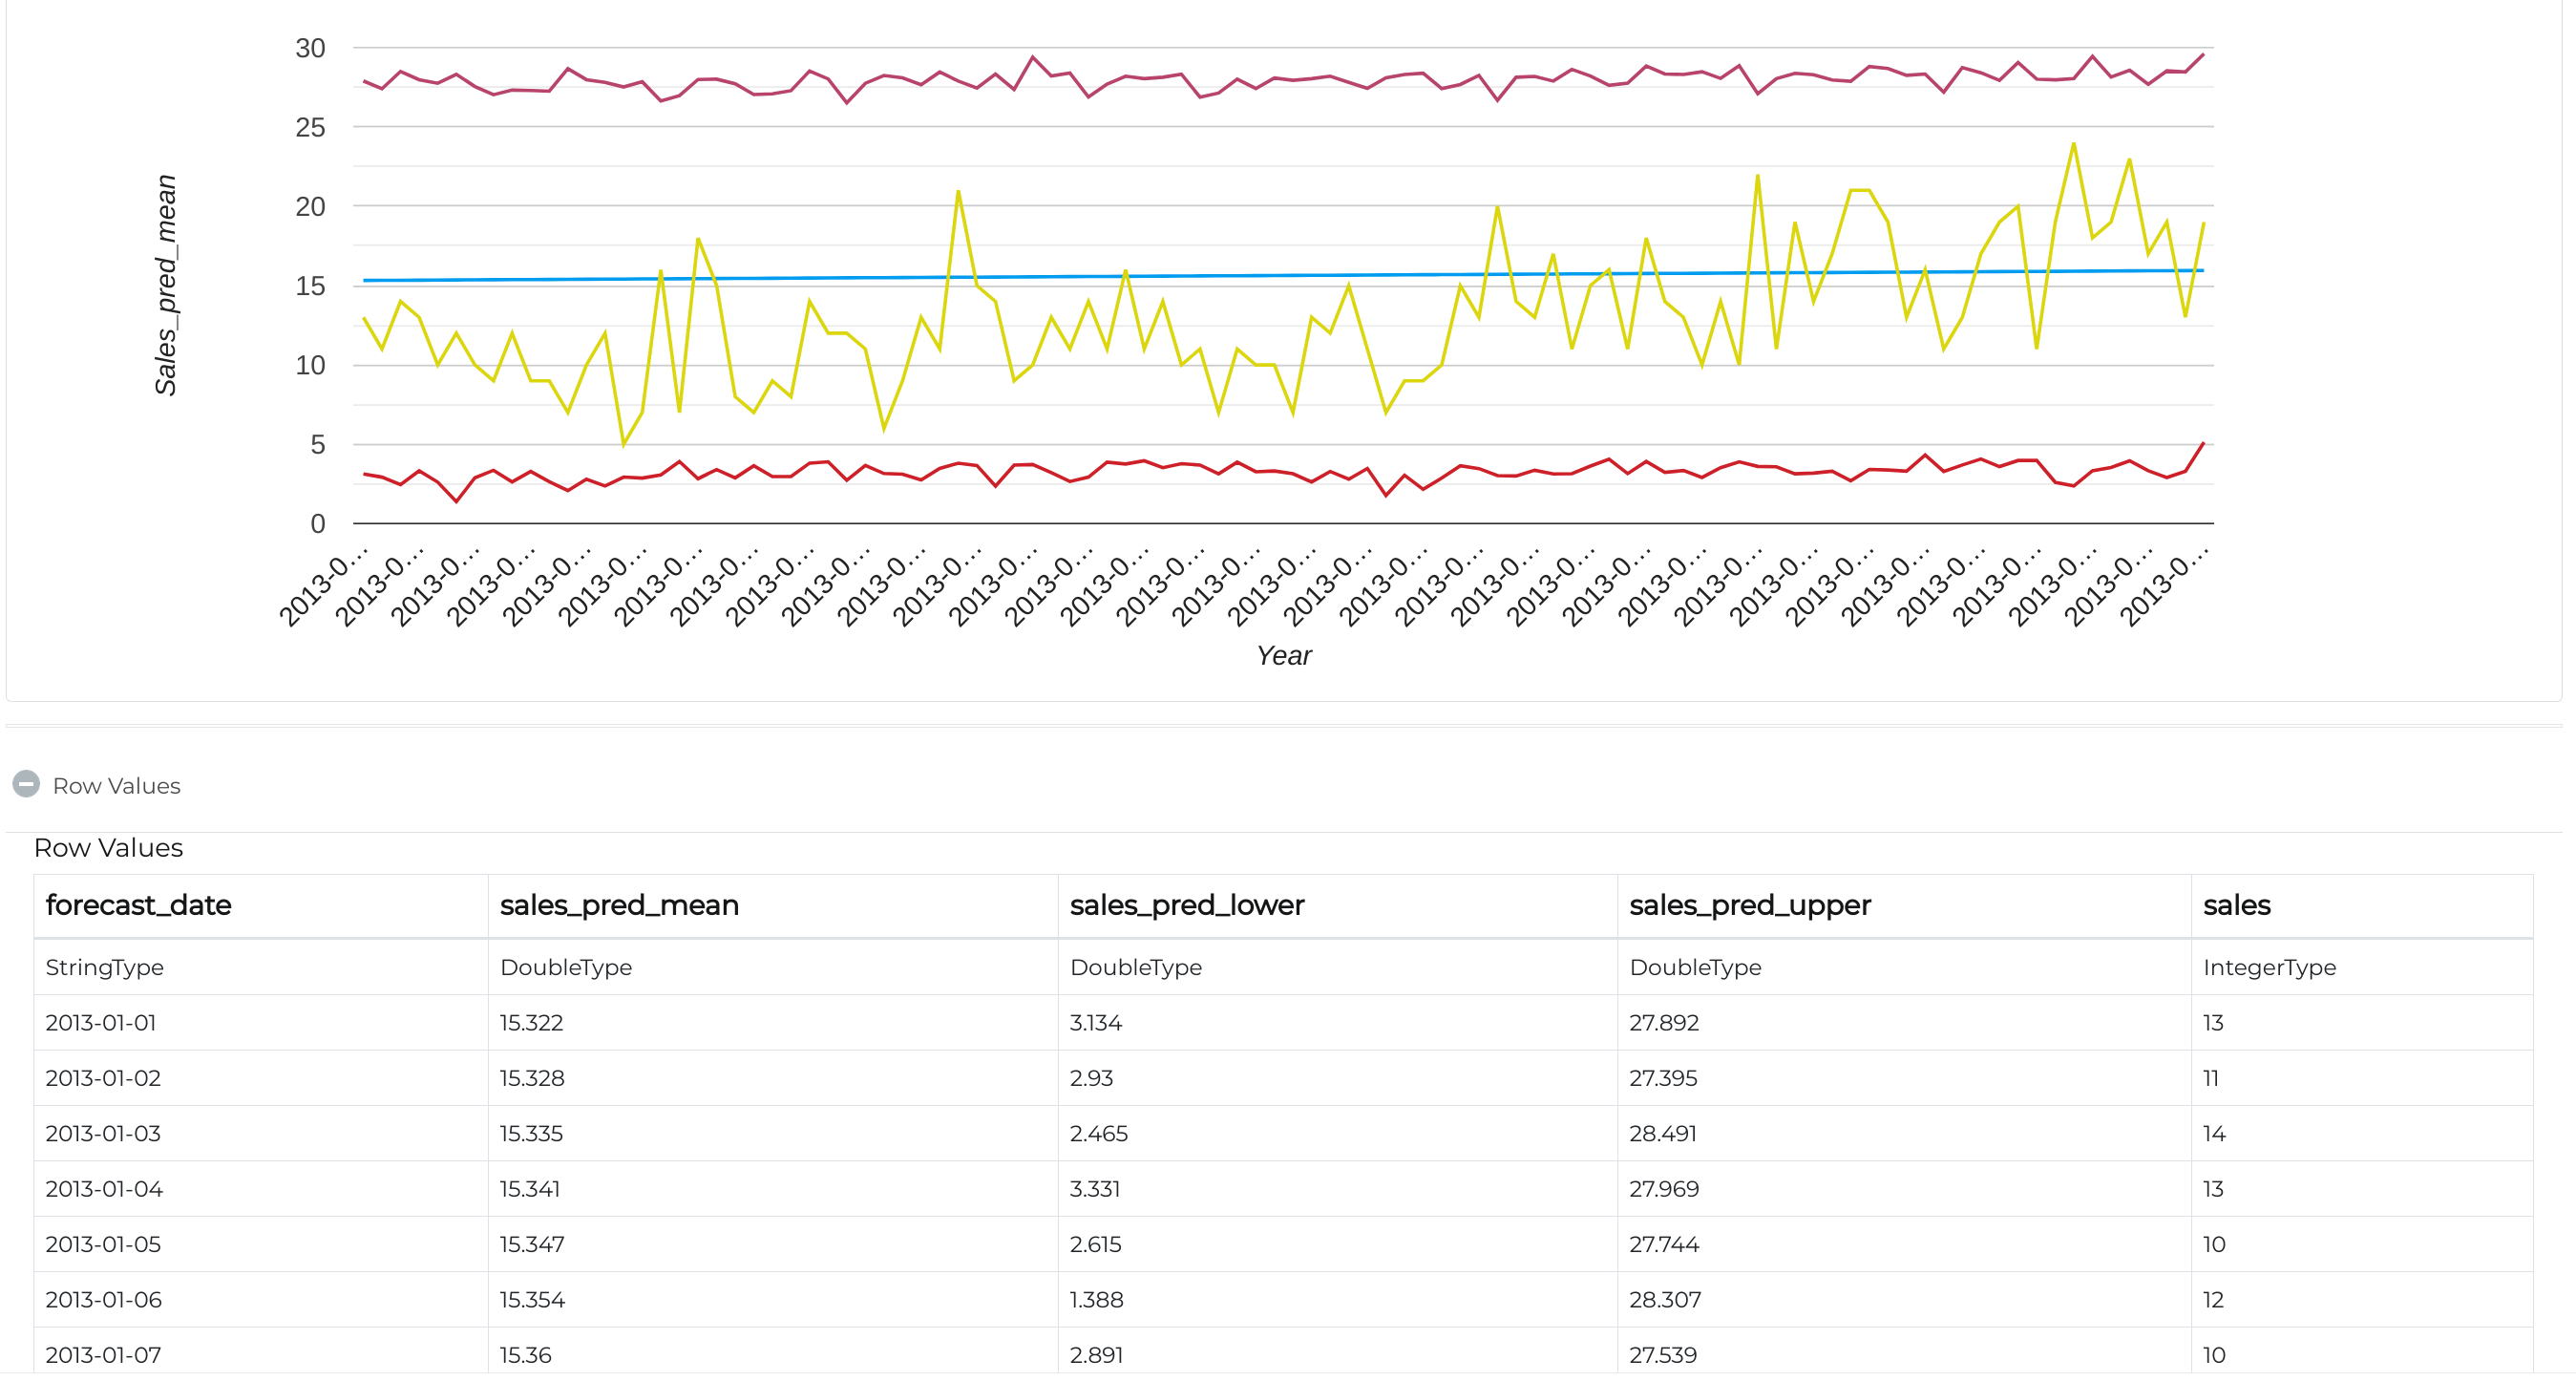 30
25
20
15
10
5
0
Sales_pred_mean
2013-0... 2013-0... 2013-0... 2013-0... 2013-0... 2013-0... 2013-0... 2013-0... 2013-0... 2013-0... 2013-0... 2013-0... 2013-0... 2013-0... 2013-0... 2013-0... 2013-0... 2013-0... 2013-0... 2013-0... 2013-0... 2013-0... 2013-0... 2013-0... 2013-0... 2013-0... 2013-0... 2013-0... 2013-0... 2013-0... 2013-0... 2013-0... 2013-0... 2013-0...
Year
Row Values
Row Values
forecast_date sales_pred_mean sales_pred_lower sales_pred_upper sales
StringType DoubleType DoubleType DoubleType IntegerType
2013-01-01 15.322 3.134 27.892 13
2013-01-02 15.328 2.93 27.395 11
2013-01-03 15.335 2.465 28.491 14
2013-01-04 15.341 3.331 27.969 13
2013-01-05 15.347 2.615 27.744 10
2013-01-06 15.354 1.388 28.307 12
2013-01-07 15.36 2.891 27.539 10